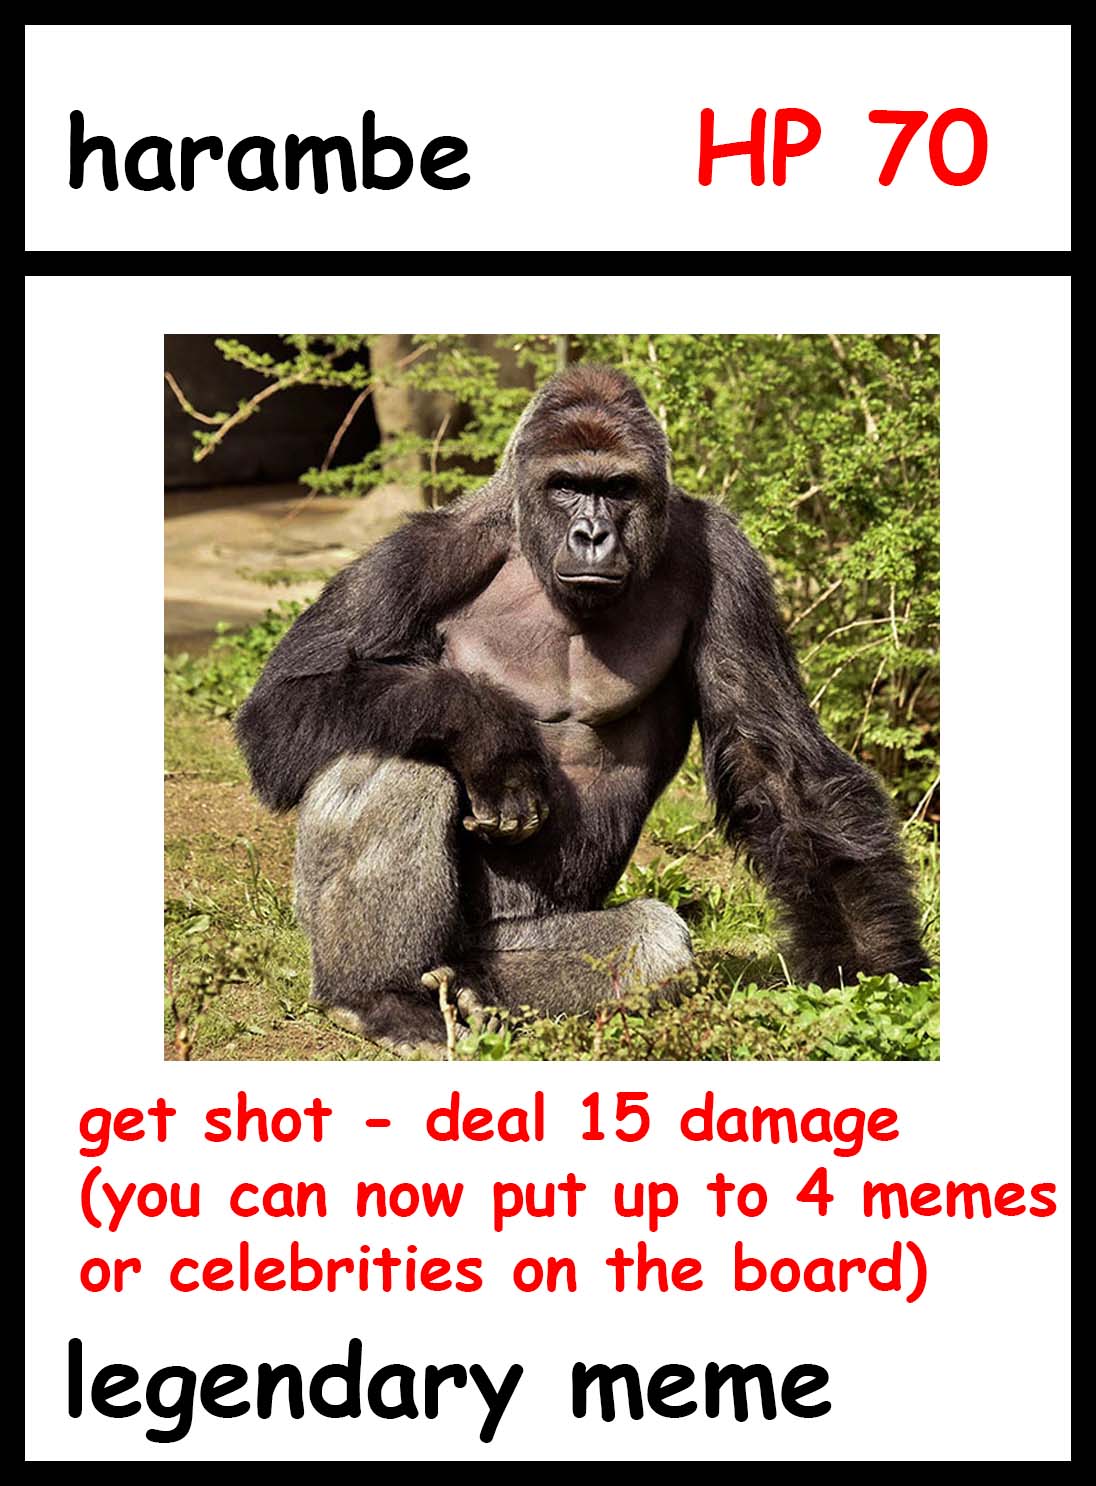 harambe HP 70
get shot - deal 15 damage
(you can now put up to 4 memes
or celebrities on the board)
legendary meme